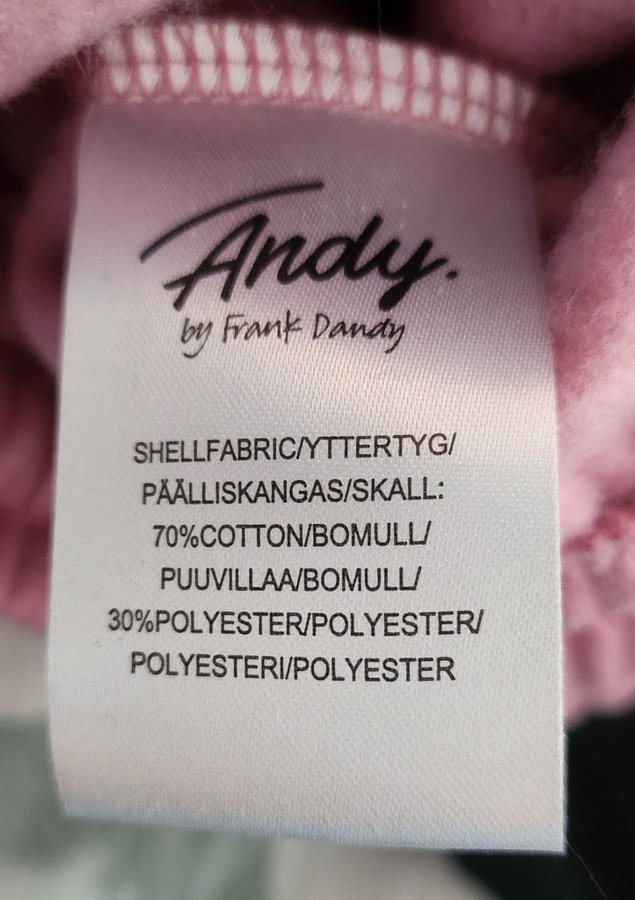 Andy.
by Frank Dandy
SHELLFABRIC/YTTERTYG/
PÄÄLLISKANGAS/SKALL:
70%COTTON/BOMULL/
PUUVILLAA/BOMULL/
30%POLYESTER/POLYESTER/
POLYESTERI/POLYESTER